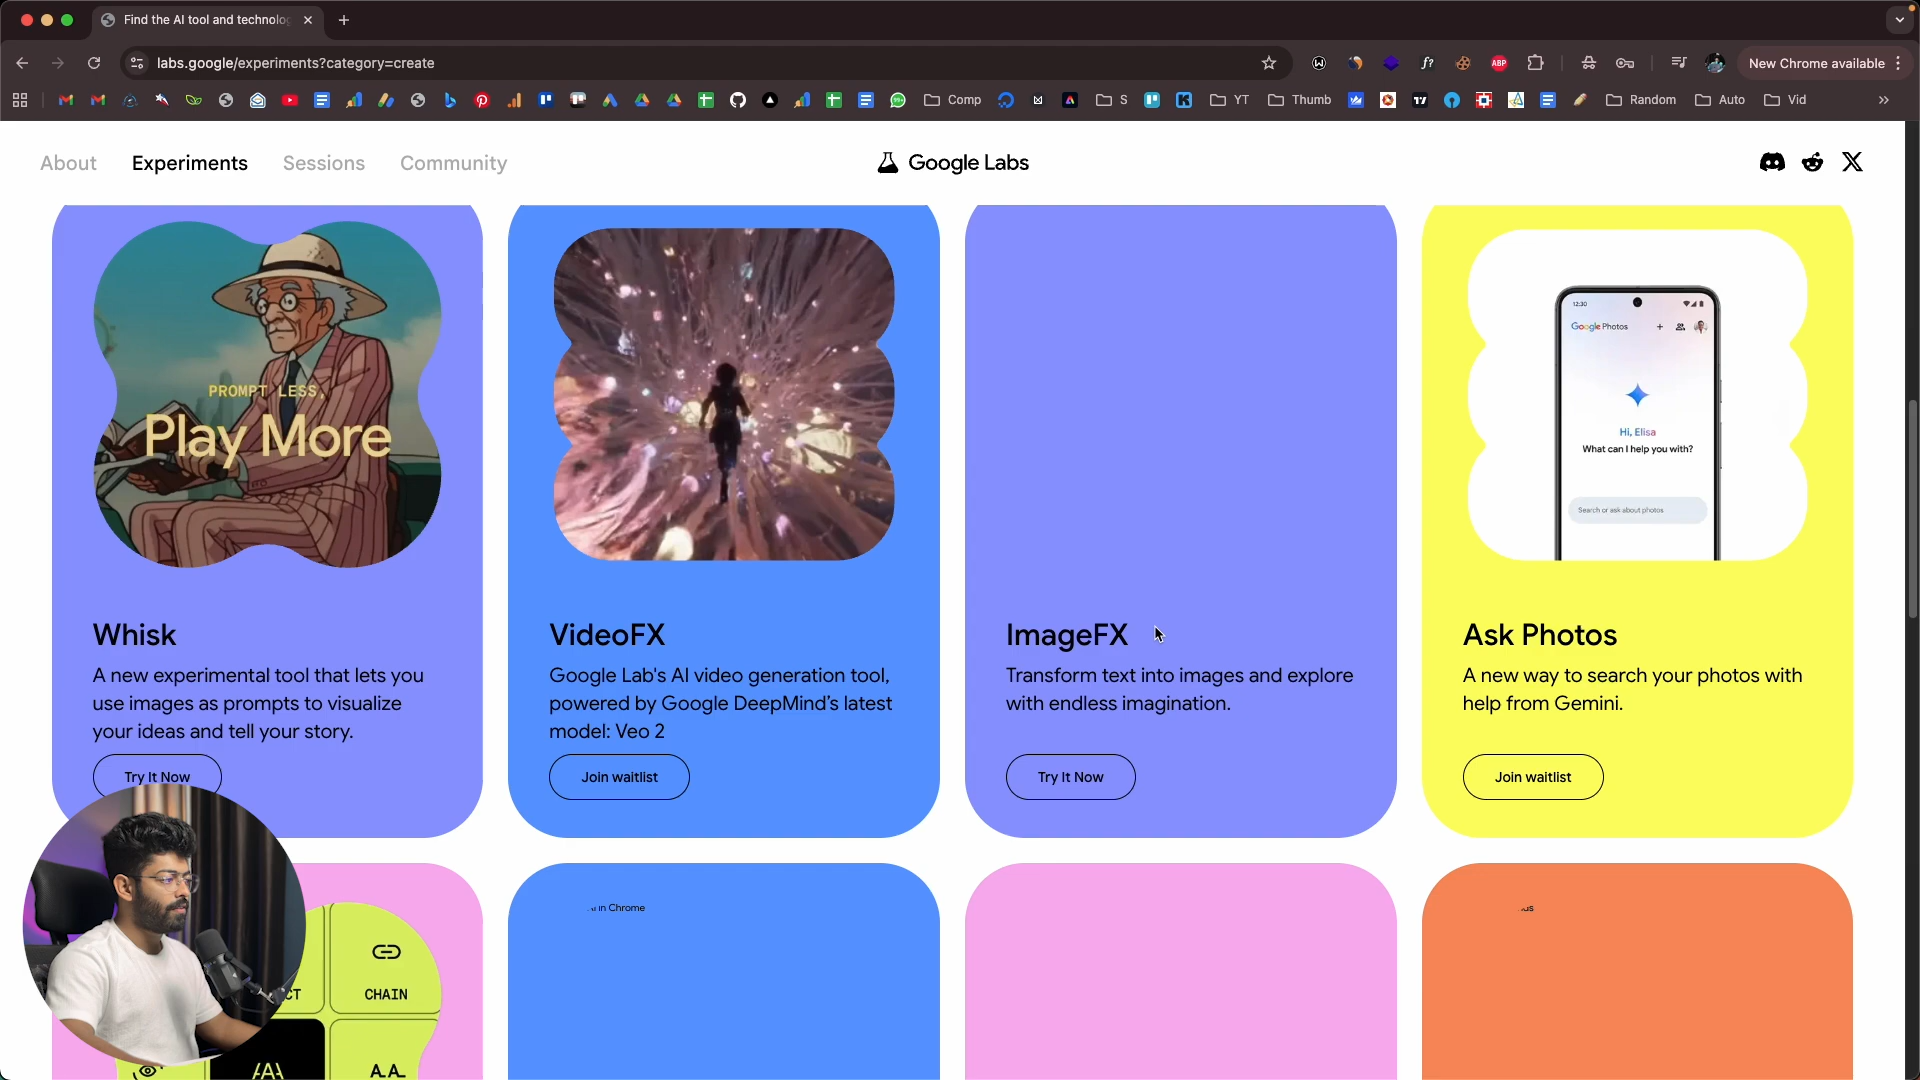 Find the AI tool and technolog
labs.google/experiments?category=create
New Chrome available
Comp
S
YT
Thumb
Random
Auto
Vid
About
Experiments
Sessions
Community
Google Labs
PROMPT LESS,
Play More
12:30
Google Photos
Hi, Elisa
What can I help you with?
Search or ask about photos
Whisk
A new experimental tool that lets you
use images as prompts to visualize
your ideas and tell your story.
Try It Now
VideoFX
Google Lab's AI video generation tool,
powered by Google DeepMind’s latest
model: Veo 2
Join waitlist
ImageFX
Transform text into images and explore
with endless imagination.
Try It Now
Ask Photos
A new way to search your photos with
help from Gemini.
Join waitlist
CT
CHAIN
in Chrome